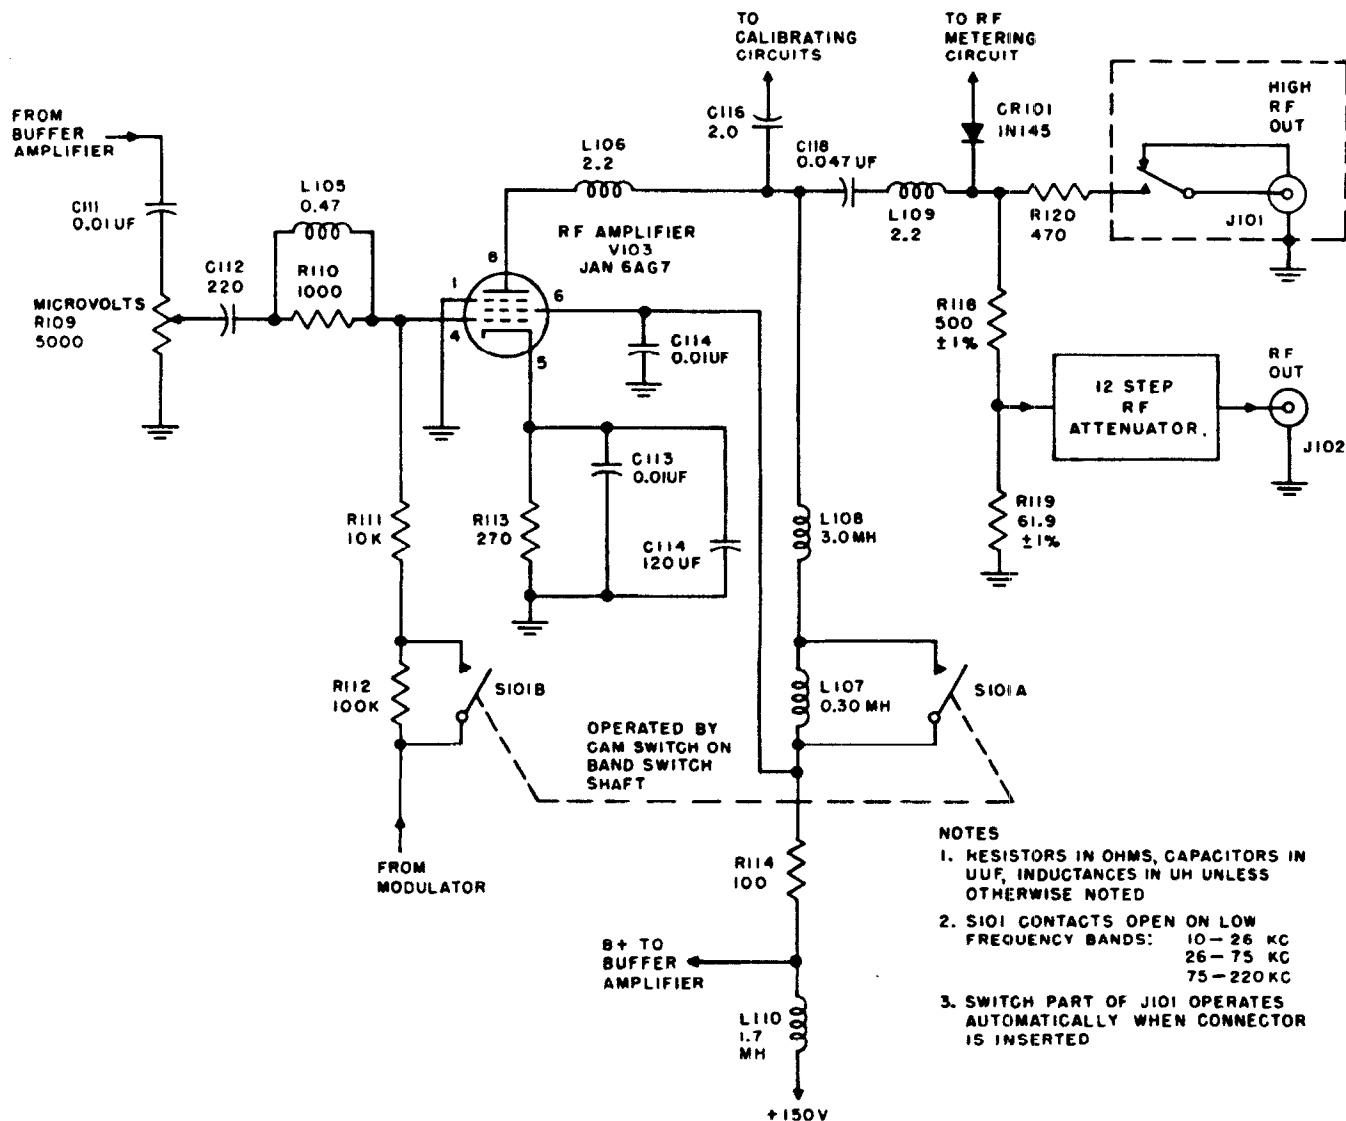 TO
CALIBRATING
CIRCUITS
TO RF
METERING
CIRCUIT
HIGH
RF
OUT
FROM
BUFFER
AMPLIFIER
C116
2.0
CR101
1N145
C118
0.047UF
L106
2.2
L105
0.47
C111
0.01UF
L109
2.2
R120
470
J101
RF AMPLIFIER
V103
JAN 6AG7
C112
220
R110
1000
8
1
6
4
5
MICROVOLTS
R109
5000
C114
0.01UF
R118
500
±1%
12 STEP
RF
ATTENUATOR.
RF
OUT
J102
C113
0.01UF
R111
10K
R113
270
C114
120UF
L108
3.0MH
R119
61.9
±1%
R112
100K
S101B
L107
0.30MH
S101A
OPERATED BY
CAM SWITCH ON
BAND SWITCH
SHAFT
FROM
MODULATOR
R114
100
B+ TO
BUFFER
AMPLIFIER
L110
1.7
MH
+150V
NOTES
1. RESISTORS IN OHMS, CAPACITORS IN
UUF, INDUCTANCES IN UH UNLESS
OTHERWISE NOTED
2. S101 CONTACTS OPEN ON LOW
FREQUENCY BANDS: 10-26 KC
26-75 KC
75-220KC
3. SWITCH PART OF J101 OPERATES
AUTOMATICALLY WHEN CONNECTOR
IS INSERTED